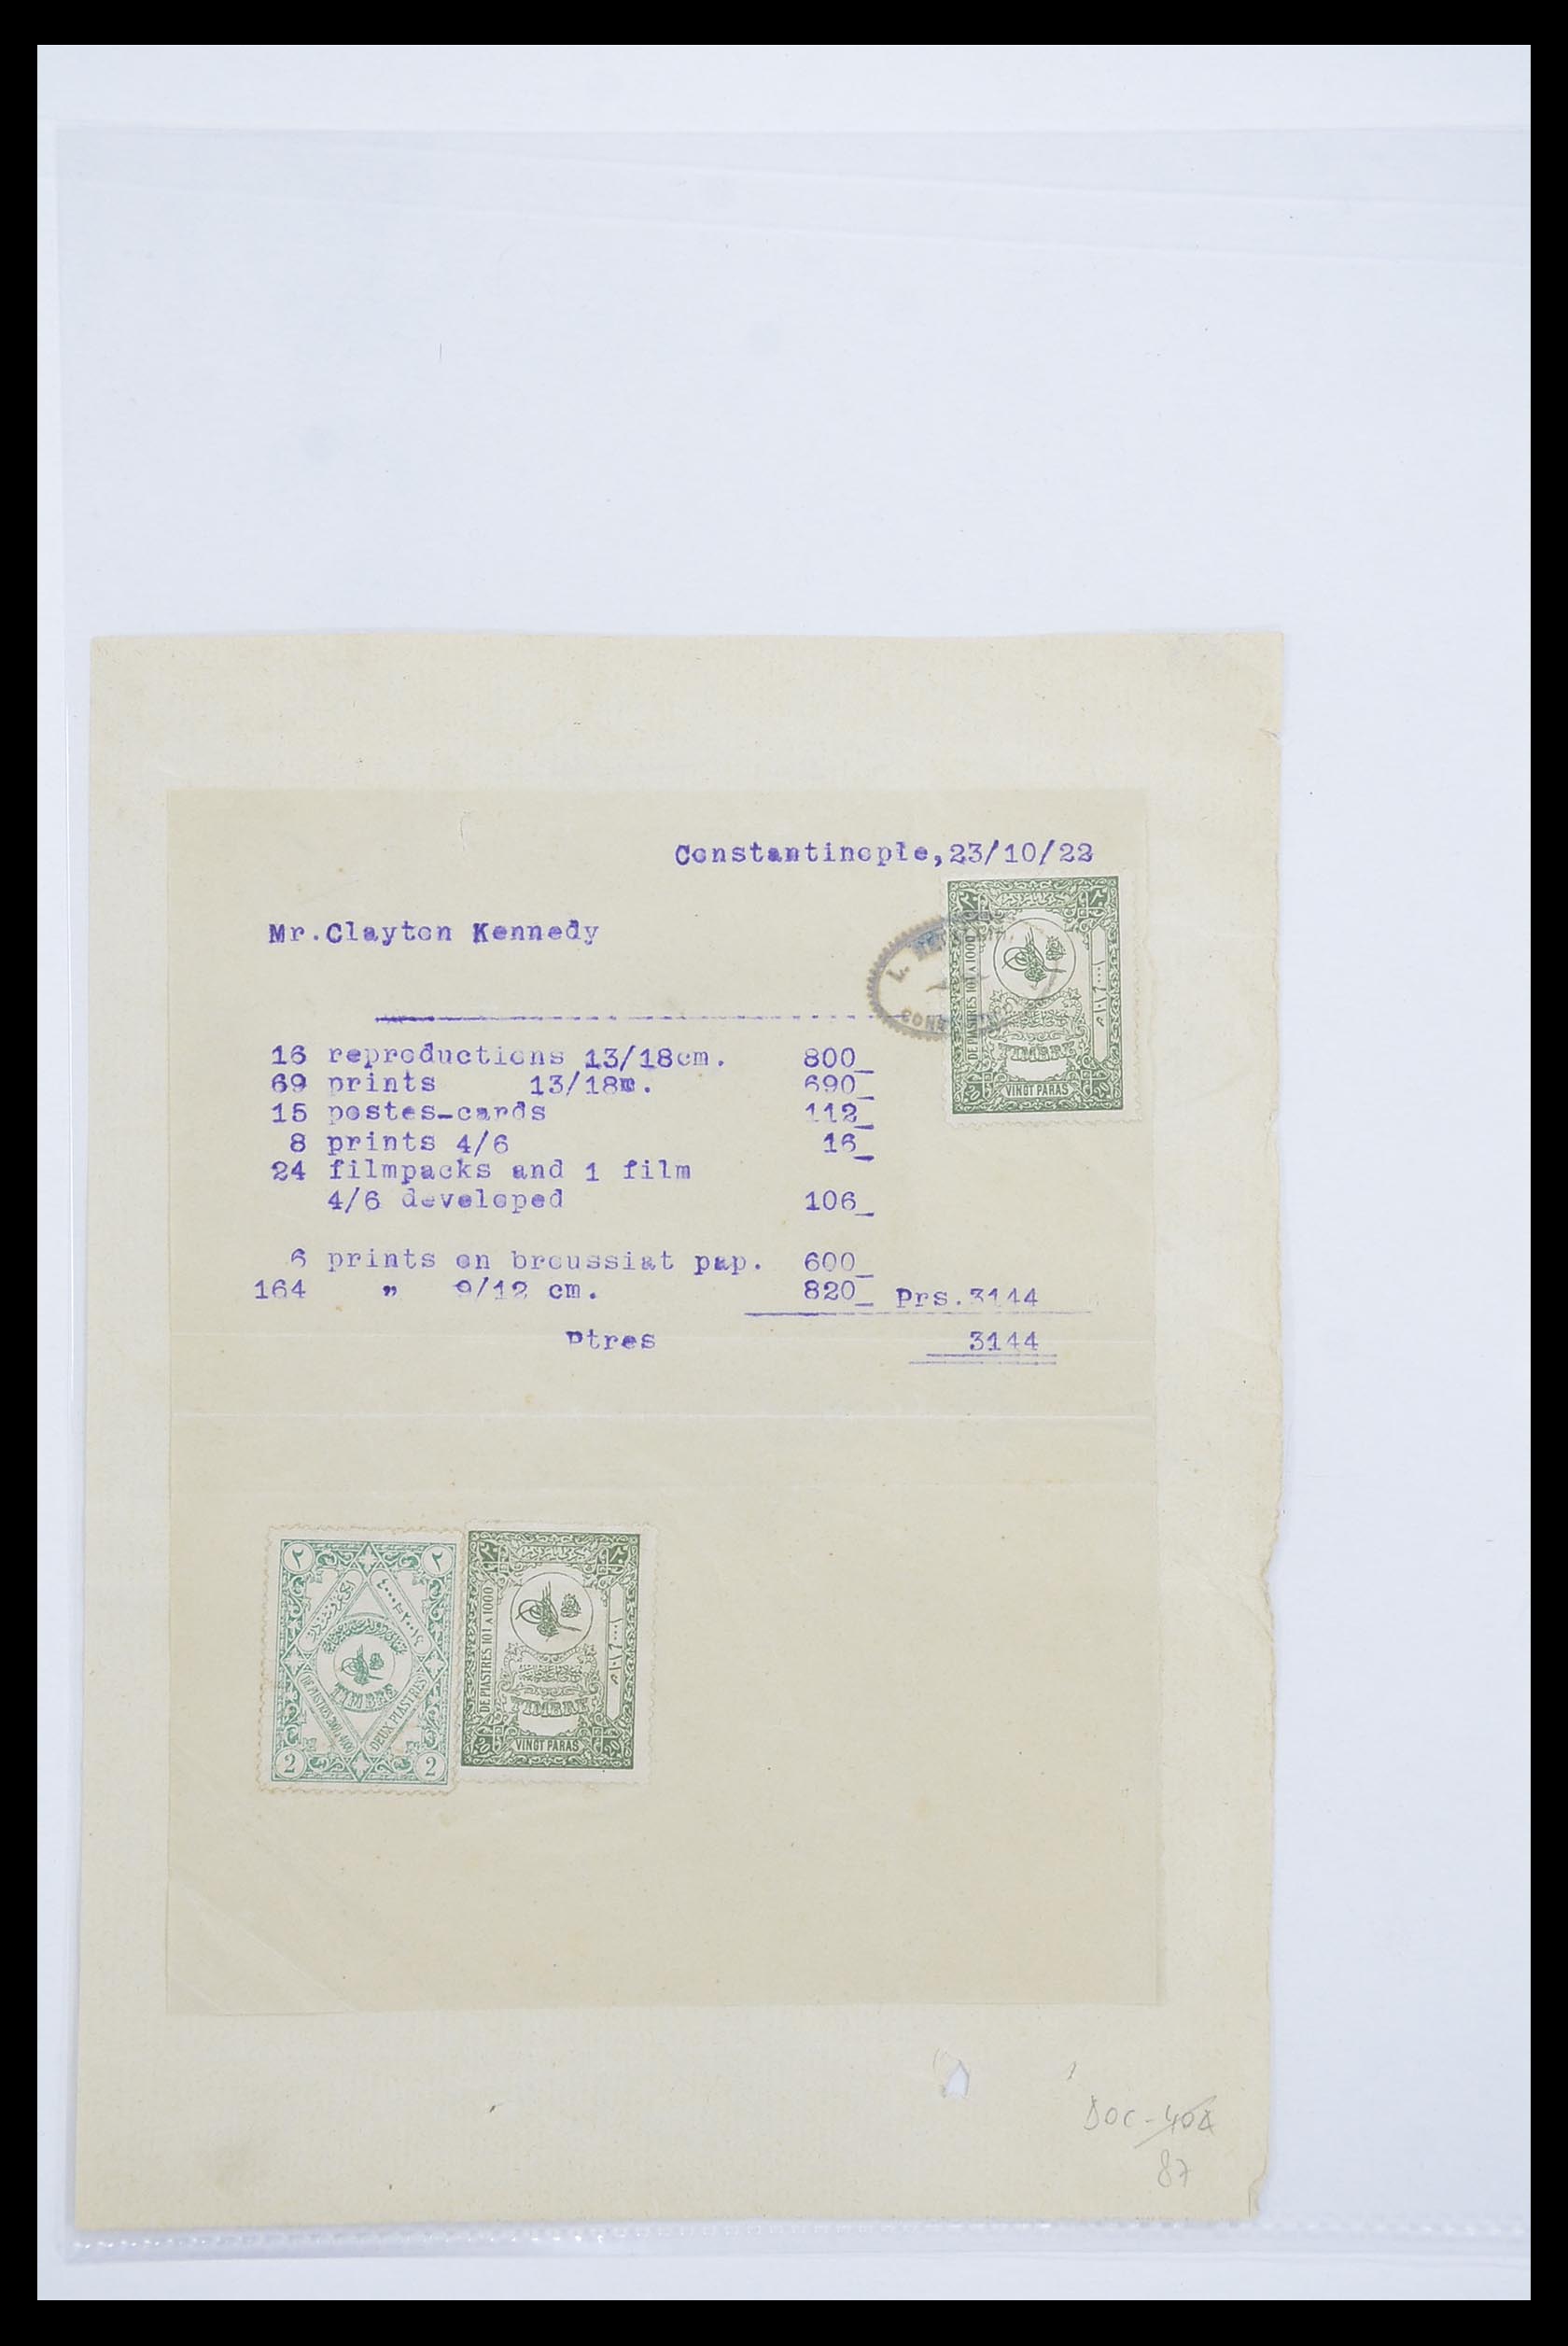 Constantinople,23/10/22
Mr.Clayton Kennedy
16 reproductions 13/18cm. 800_
69 prints 13/18m. 690_
15 postes-cards 112_
8 prints 4/6 16_
24 filmpacks and 1 film
4/6 developed 106_
6 prints on broussiat pap. 600_
164 " 9/12 cm. 820_ Prs.3144
Ptres 3144
L.
CONS
DE PIASTRES 101 A 1000
TIMBRE
VINGT PARAS
٢ ٢
TIMBRE
DEUX PIASTRES
2 2
DE PIASTRES 101 A 1000
TIMBRE
VINGT PARAS
DOC-
87